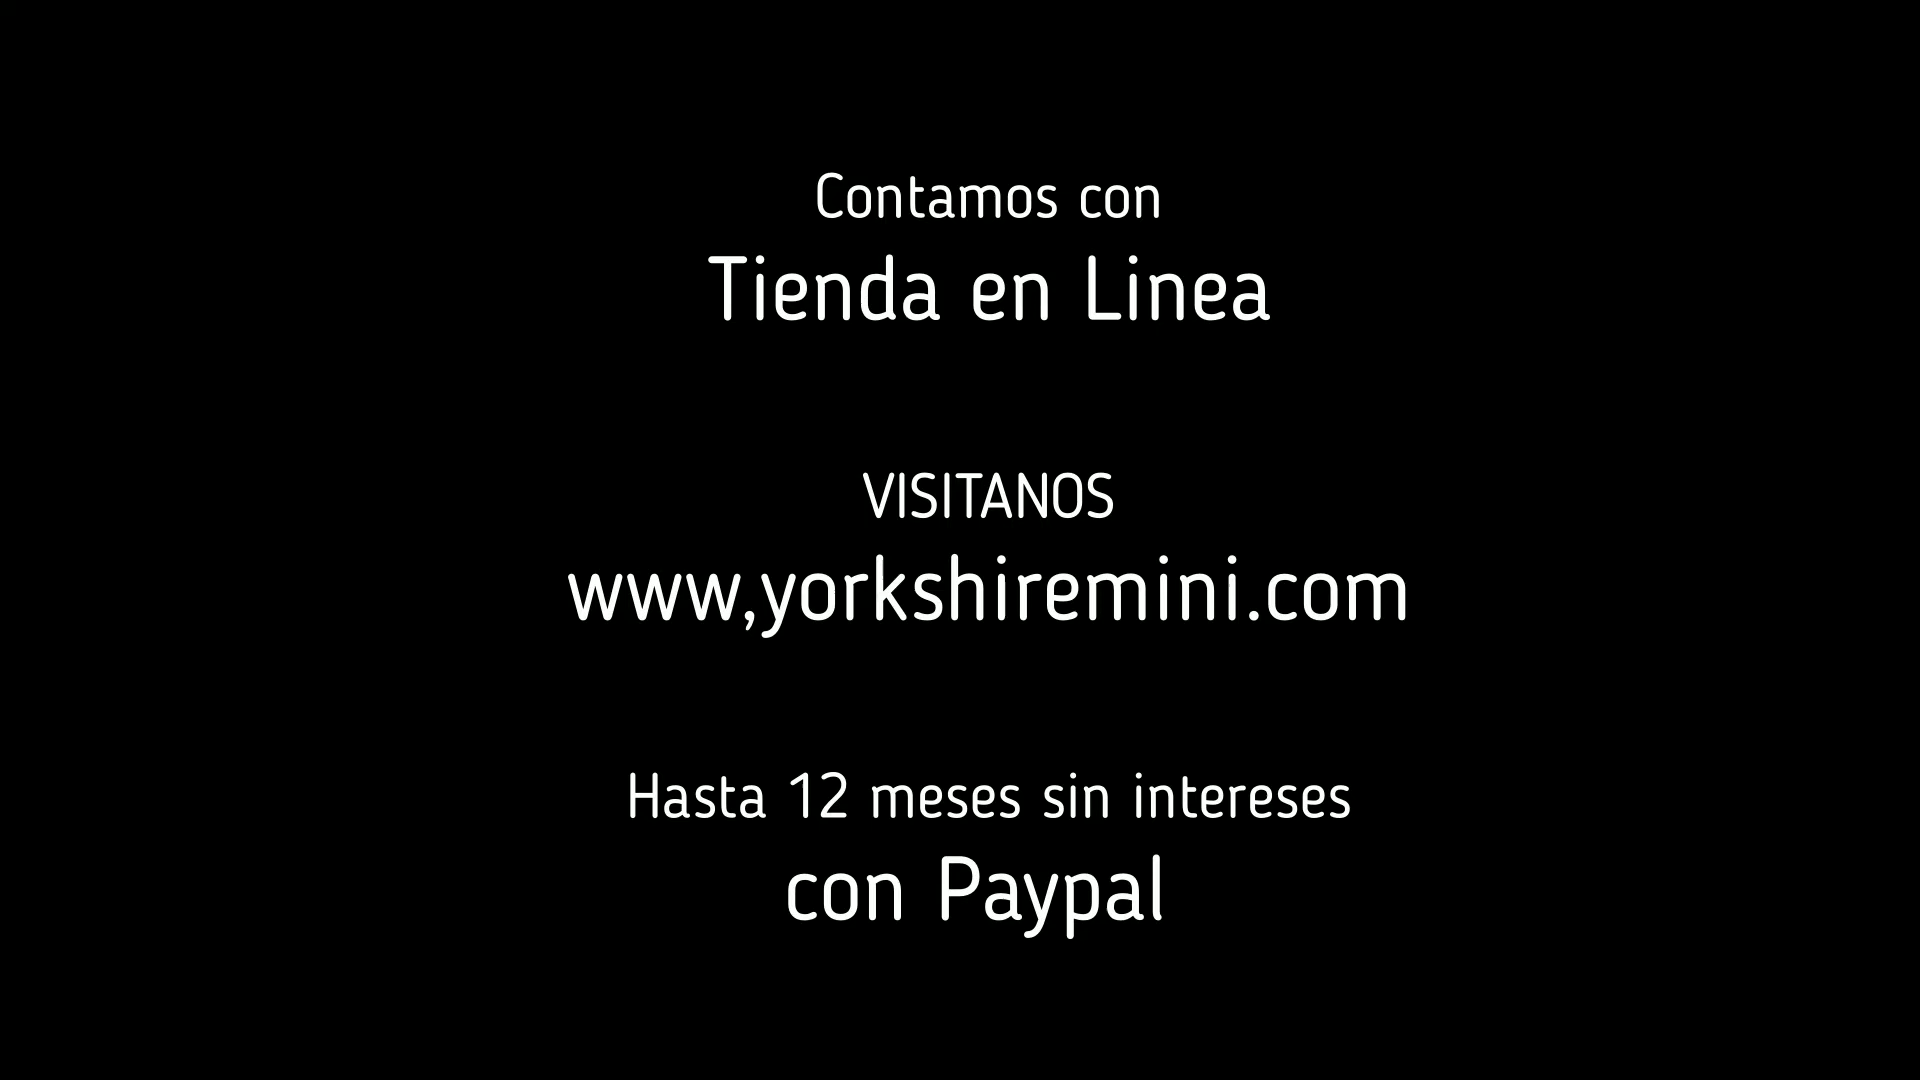 Contamos con
Tienda en Linea
VISITANOS
www,yorkshiremini.com
Hasta 12 meses sin intereses
con Paypal